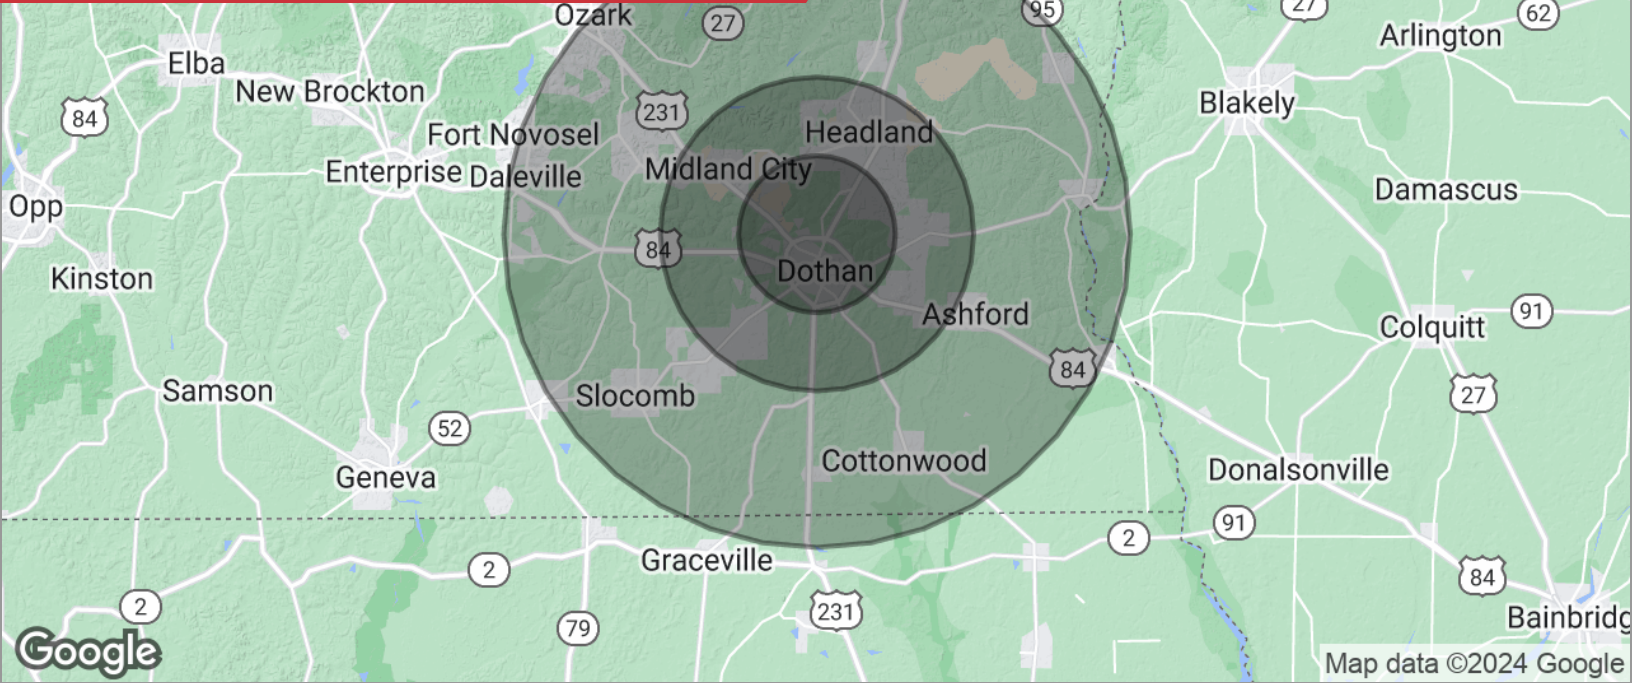 Ozark
27
95
27
62
Arlington
Elba
New Brockton
84
231
Blakely
Fort Novosel
Headland
Enterprise
Daleville
Midland City
Damascus
Opp
84
Dothan
Kinston
Ashford
91
Colquitt
84
Samson
Slocomb
27
52
Geneva
Cottonwood
Donalsonville
91
2
Graceville
2
84
2
231
Bainbridg
79
Google
Map data ©2024 Google